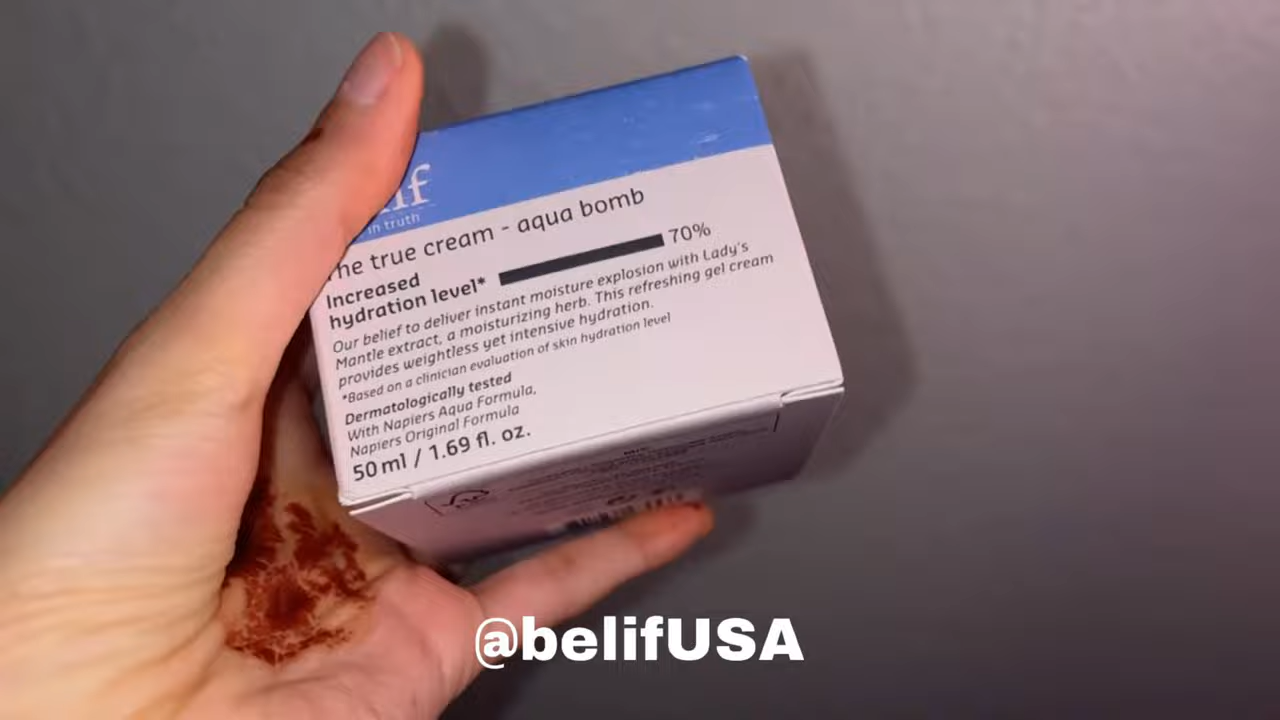 in truth
The true cream - aqua bomb
Increased
hydration level* 70%
Our belief to deliver instant moisture explosion with Lady's
Mantle extract, a moisturizing herb. This refreshing gel cream
provides weightless yet intensive hydration.
*Based on a clinician evaluation of skin hydration level
Dermatologically tested
With Napiers Aqua Formula,
Napiers Original Formula
50 ml / 1.69 fl. oz.
@belifUSA